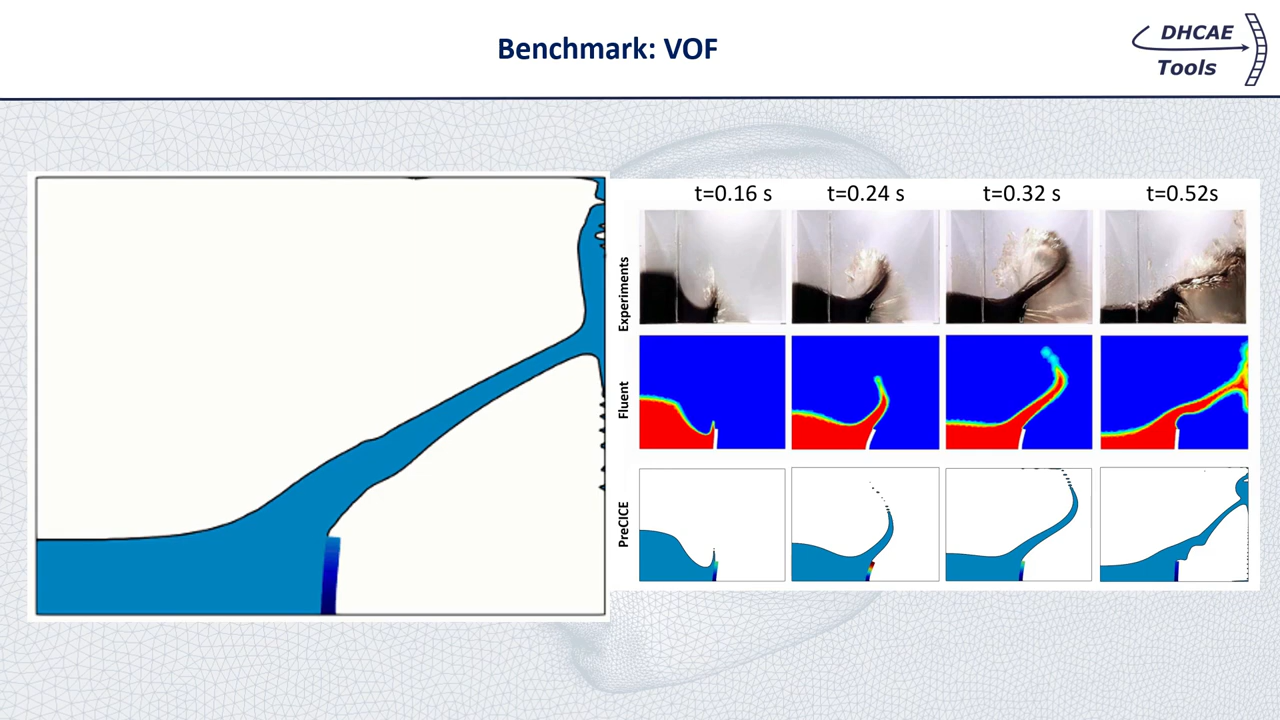 Benchmark: VOF
DHCAE
Tools
t=0.16 s
t=0.24 s
t=0.32 s
t=0.52s
Experiments
Fluent
PreCICE